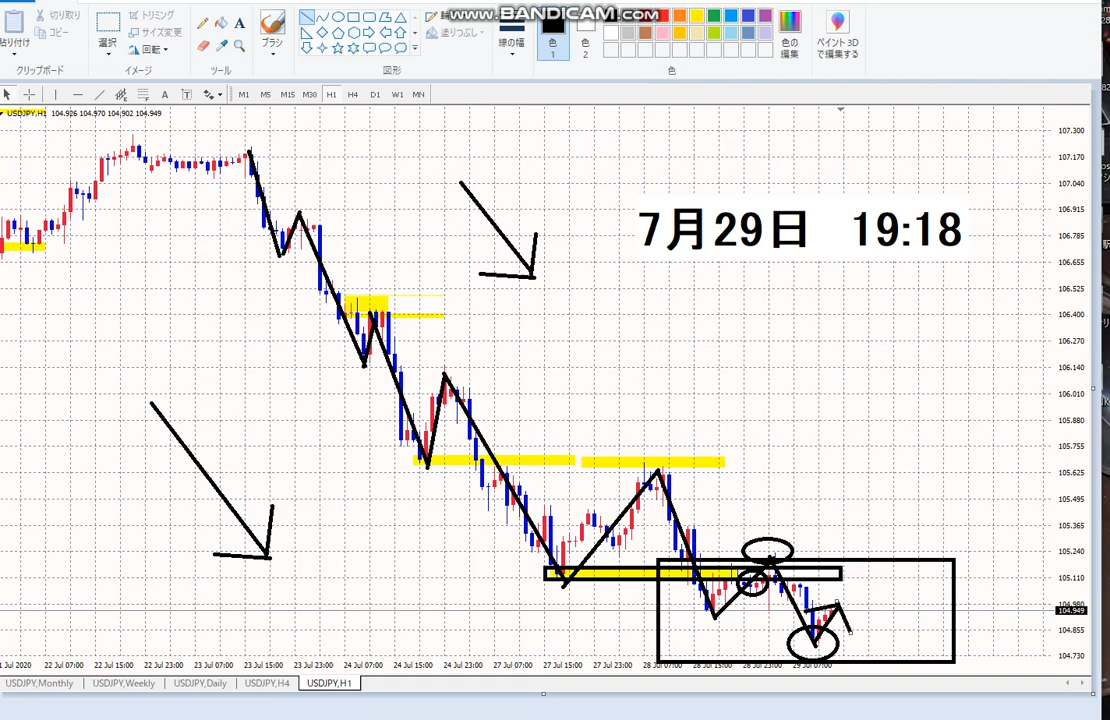 www.BANDICAM.com
貼り付け
切り取り
コピー
クリップボード
選択
トリミング
サイズ変更
回転
イメージ
A
ツール
ブラシ
塗りつぶし
図形
線の幅
色
1
色
2
色の
編集
色
ペイント 3D
で編集する
A
T
M1 M5 M15 M30 H1 H4 D1 W1 MN
USDJPY,H1 104.926 104.970 104.902 104.949
7月29日 19:18
107.300
107.170
107.040
106.915
106.785
106.655
106.525
106.400
106.270
106.140
106.010
105.880
105.755
105.625
105.495
105.365
105.240
105.110
104.980
104.949
104.855
104.730
22 Jul 07:00
22 Jul 15:00
22 Jul 23:00
23 Jul 07:00
23 Jul 15:00
23 Jul 23:00
24 Jul 07:00
24 Jul 15:00
24 Jul 23:00
27 Jul 07:00
27 Jul 15:00
27 Jul 23:00
28 Jul 07:00
28 Jul 15:00
28 Jul 23:00
29 Jul 07:00
USDJPY,Monthly
USDJPY,Weekly
USDJPY,Daily
USDJPY,H4
USDJPY,H1